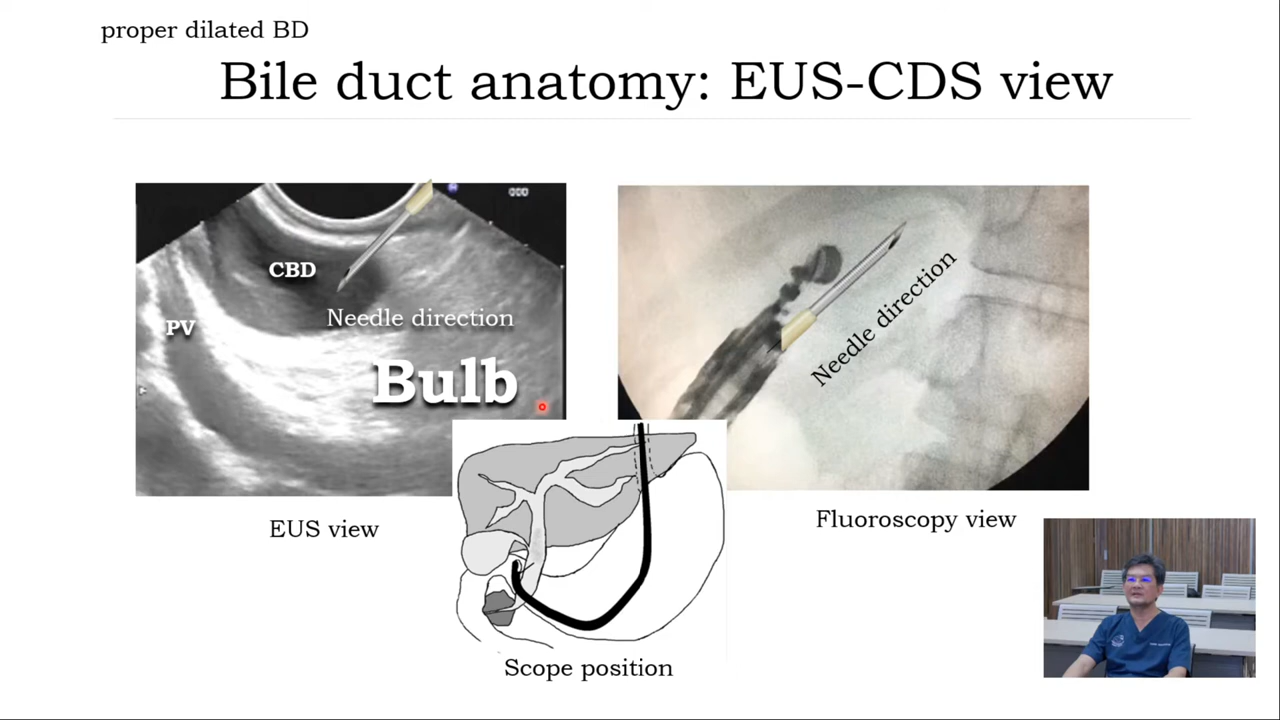 proper dilated BD
Bile duct anatomy: EUS-CDS view
CBD
PV
Needle direction
Bulb
Needle direction
EUS view
Fluoroscopy view
Scope position